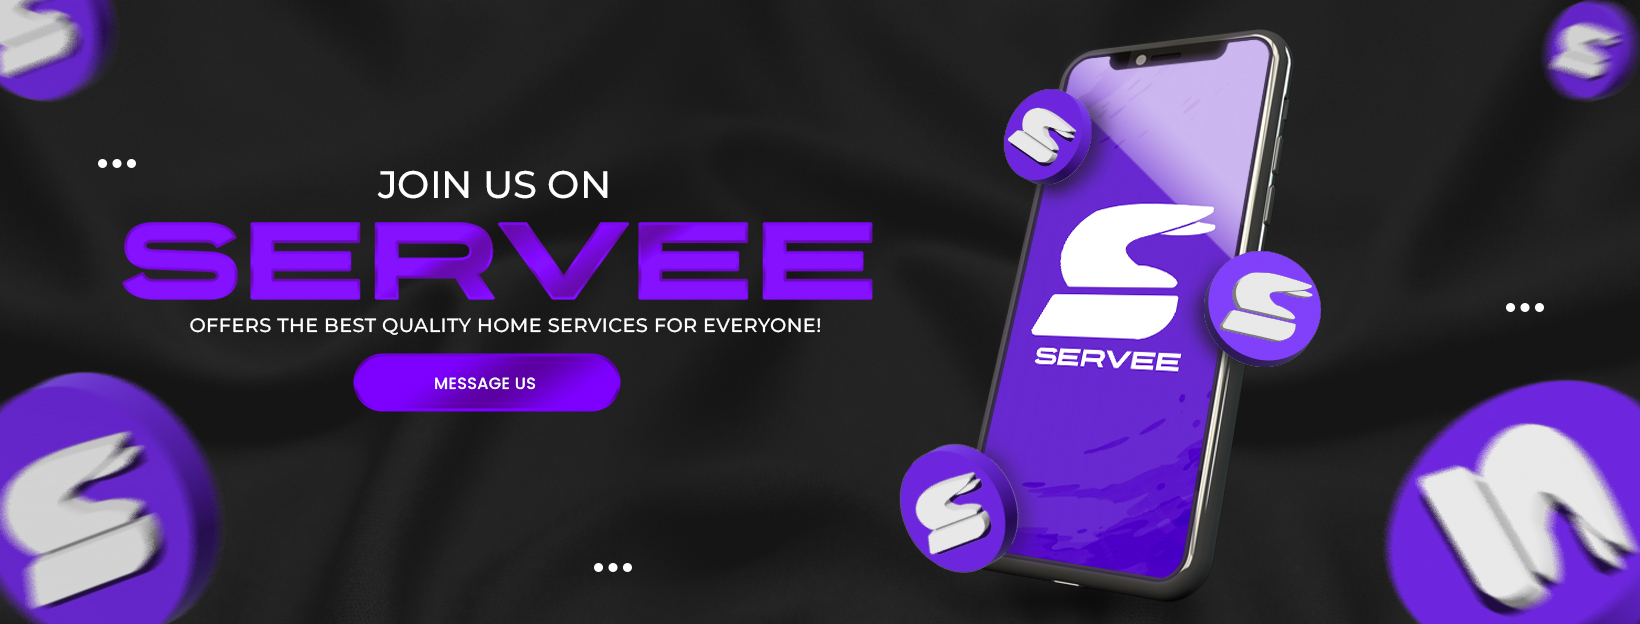 JOIN US ON
SERVEE
OFFERS THE BEST QUALITY HOME SERVICES FOR EVERYONE!
MESSAGE US
SERVEE